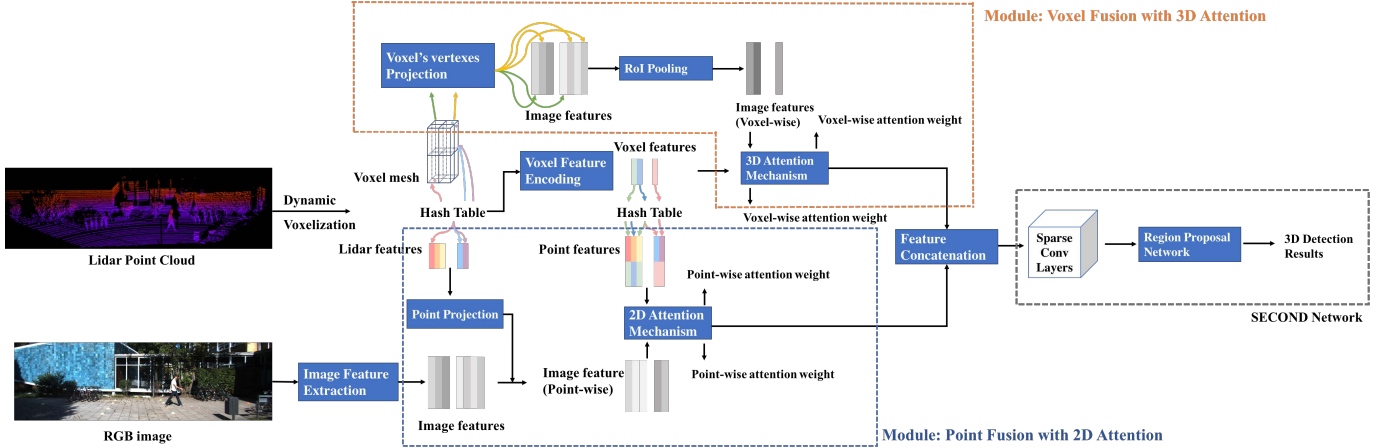 Module: Voxel Fusion with 3D Attention
Voxel's vertexes
Projection
RoI Pooling
Image features
Image features
(Voxel-wise)
Voxel-wise attention weight
Voxel features
Voxel mesh
Voxel Feature
Encoding
3D Attention
Mechanism
Dynamic
Voxelization
Hash Table
Hash Table
Voxel-wise attention weight
Lidar features
Point features
Lidar Point Cloud
Feature
Concatenation
Sparse
Conv
Layers
Region Proposal
Network
3D Detection
Results
Point-wise attention weight
Point Projection
2D Attention
Mechanism
SECOND Network
Image Feature
Extraction
Image feature
(Point-wise)
Point-wise attention weight
Image features
RGB image
Module: Point Fusion with 2D Attention